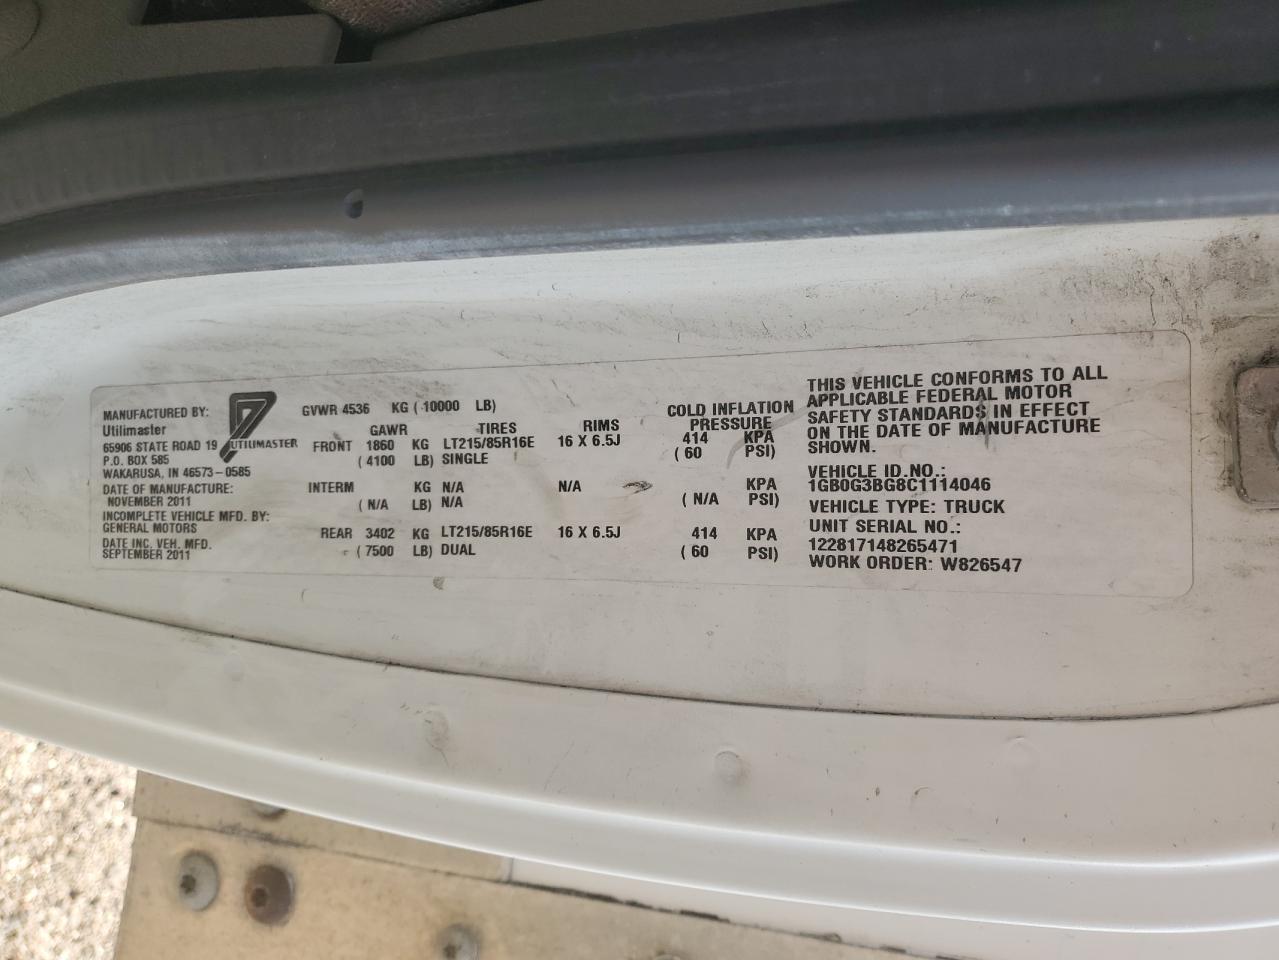 MANUFACTURED BY:
Utilimaster
65906 STATE ROAD 19
P.O. BOX 585
WAKARUSA, IN 46573-0585
DATE OF MANUFACTURE:
NOVEMBER 2011
INCOMPLETE VEHICLE MFD. BY:
GENERAL MOTORS
DATE INC. VEH. MFD.
SEPTEMBER 2011
UTILIMASTER
GVWR 4536 KG ( 10000 LB)
GAWR TIRES RIMS COLD INFLATION PRESSURE
FRONT 1860 KG LT215/85R16E 16 X 6.5J 414 KPA
( 4100 LB) SINGLE ( 60 PSI)
INTERM KG N/A N/A KPA
( N/A LB) N/A ( N/A PSI)
REAR 3402 KG LT215/85R16E 16 X 6.5J 414 KPA
( 7500 LB) DUAL ( 60 PSI)
THIS VEHICLE CONFORMS TO ALL
APPLICABLE FEDERAL MOTOR
SAFETY STANDARDS IN EFFECT
ON THE DATE OF MANUFACTURE
SHOWN.
VEHICLE ID.NO.:
1GB0G3BG8C1114046
VEHICLE TYPE: TRUCK
UNIT SERIAL NO.:
122817148265471
WORK ORDER: W826547